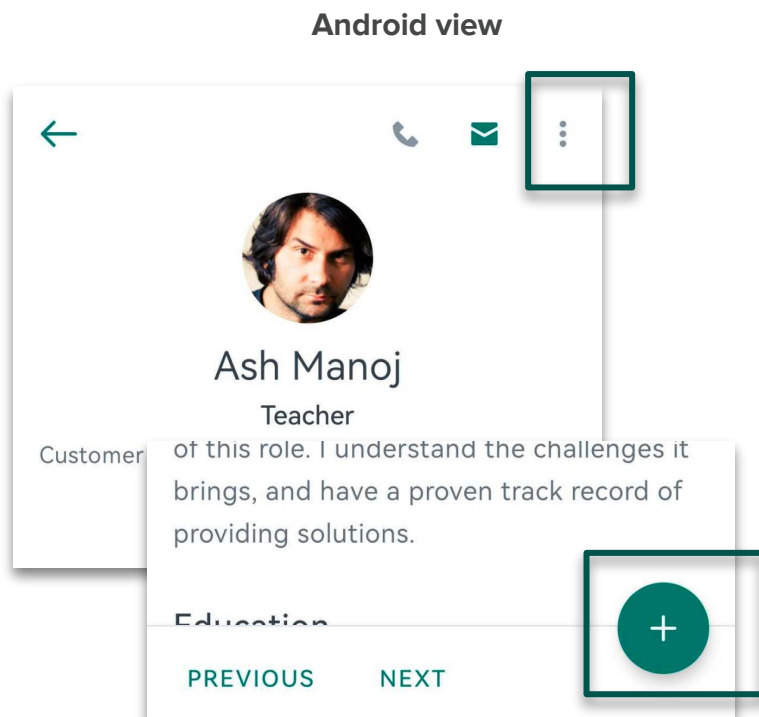 Android view
Ash Manoj
Teacher
Customer
of this role. I understand the challenges it
brings, and have a proven track record of
providing solutions.
Education
PREVIOUS NEXT